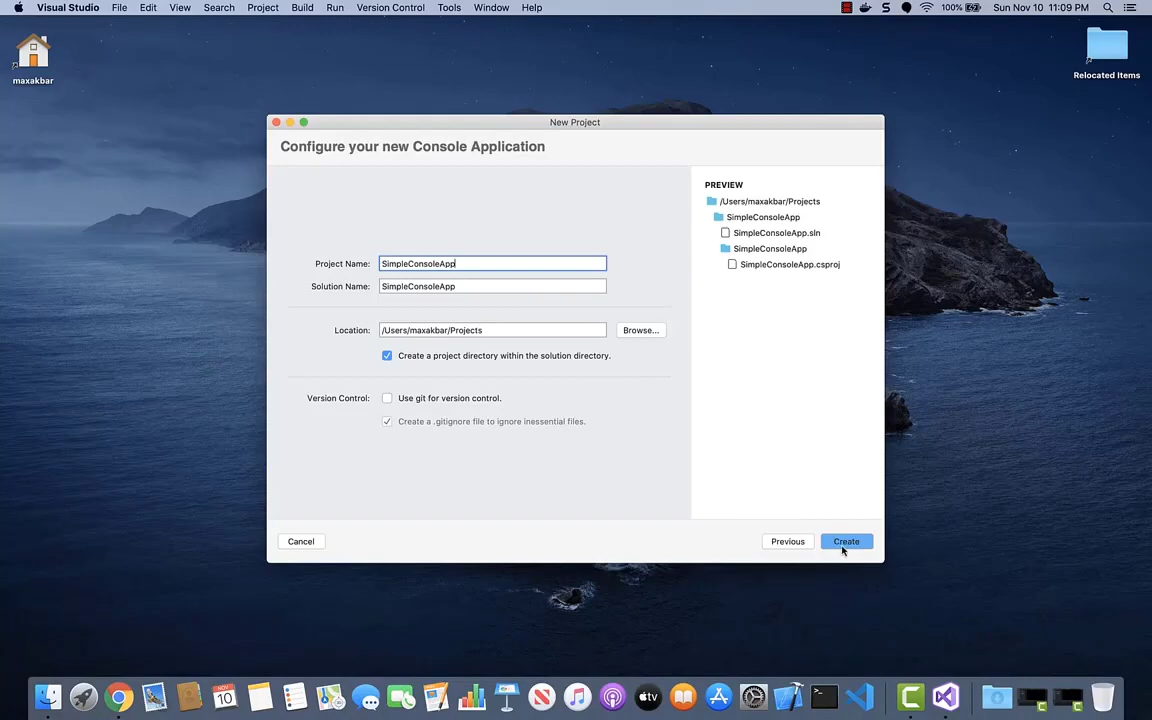 Visual Studio File Edit View Search Project Build Run Version Control Tools Window Help 100% Sun Nov 10 11:09 PM
maxakbar
Relocated Items
New Project
Configure your new Console Application
Project Name: SimpleConsoleApp
Solution Name: SimpleConsoleApp
Location: /Users/maxakbar/Projects Browse...
Create a project directory within the solution directory.
Version Control: Use git for version control.
Create a .gitignore file to ignore inessential files.
PREVIEW
/Users/maxakbar/Projects
SimpleConsoleApp
SimpleConsoleApp.sln
SimpleConsoleApp
SimpleConsoleApp.csproj
Cancel Previous Create
NOV
10
tv